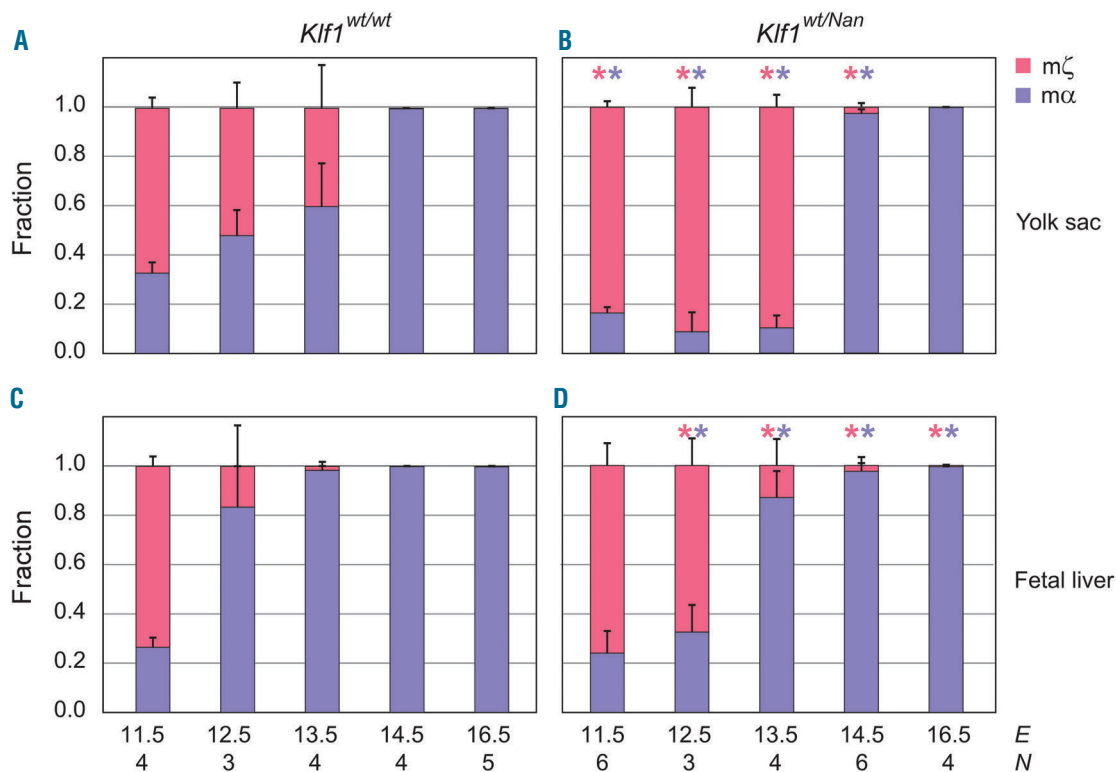 A Klf1wt/wt B Klf1wt/Nan
** ** ** **
mζ
mα
1.0
0.8
0.6
0.4
0.2
0.0
Fraction
Yolk sac
C D
** ** ** **
1.0
0.8
0.6
0.4
0.2
0.0
Fraction
Fetal liver
11.5 12.5 13.5 14.5 16.5 11.5 12.5 13.5 14.5 16.5 E
4 3 4 4 5 6 3 4 6 4 N